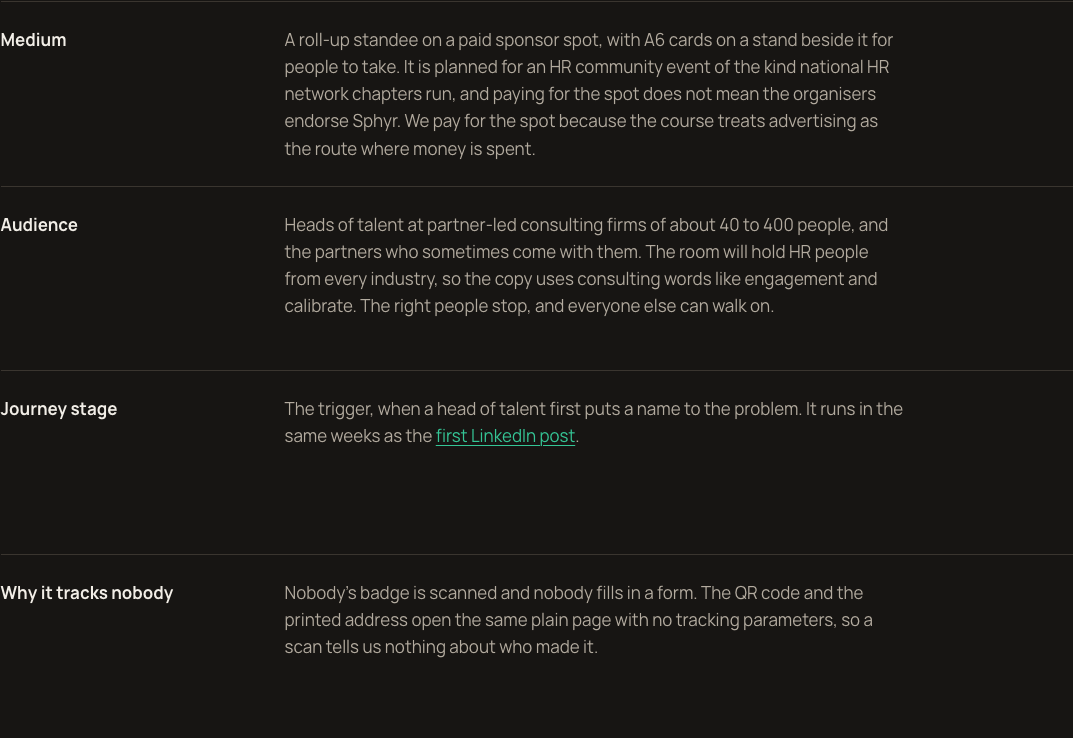 Medium
A roll-up standee on a paid sponsor spot, with A6 cards on a stand beside it for
people to take. It is planned for an HR community event of the kind national HR
network chapters run, and paying for the spot does not mean the organisers
endorse Sphyr. We pay for the spot because the course treats advertising as
the route where money is spent.
Audience
Heads of talent at partner-led consulting firms of about 40 to 400 people, and
the partners who sometimes come with them. The room will hold HR people
from every industry, so the copy uses consulting words like engagement and
calibrate. The right people stop, and everyone else can walk on.
Journey stage
The trigger, when a head of talent first puts a name to the problem. It runs in the
same weeks as the first LinkedIn post.
Why it tracks nobody
Nobody's badge is scanned and nobody fills in a form. The QR code and the
printed address open the same plain page with no tracking parameters, so a
scan tells us nothing about who made it.